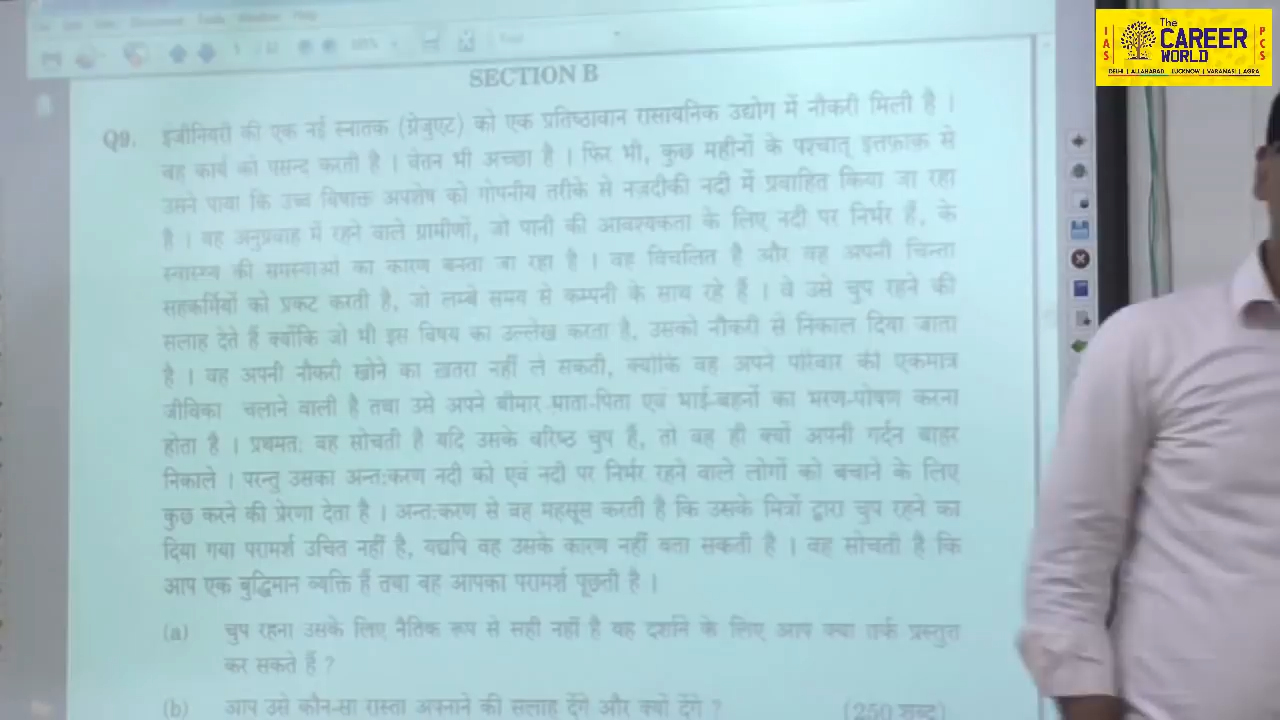 The
CAREER
WORLD
IAS
PCS
DELHI | ALLAHABAD | LUCKNOW | VARANASI | AGRA
SECTION B
Q9. इंजीनियरी की एक नई स्नातक (ग्रेजुएट) को एक प्रतिष्ठावान रासायनिक उद्योग में नौकरी मिली है ।
वह कार्य को पसन्द करती है । वेतन भी अच्छा है । फिर भी, कुछ महीनों के पश्चात् इत्तफ़ाक से
उसने पाया कि उच्च विषाक्त अपशेष को गोपनीय तरीके से नज़दीकी नदी में प्रवाहित किया जा रहा
है । यह अनुप्रवाह में रहने वाले ग्रामीणों, जो पानी की आवश्यकता के लिए नदी पर निर्भर हैं, के
स्वास्थ्य की समस्याओं का कारण बनता जा रहा है । वह विचलित है और वह अपनी चिन्ता
सहकर्मियों को प्रकट करती है, जो लम्बे समय से कम्पनी के साथ रहे हैं । वे उसे चुप रहने की
सलाह देते हैं क्योंकि जो भी इस विषय का उल्लेख करता है, उसको नौकरी से निकाल दिया जाता
है । वह अपनी नौकरी खोने का ख़तरा नहीं ले सकती, क्योंकि वह अपने परिवार की एकमात्र
जीविका चलाने वाली है तथा उसे अपने बीमार माता-पिता एवं भाई-बहनों का भरण-पोषण करना
होता है । प्रथमतः वह सोचती है यदि उसके वरिष्ठ चुप हैं, तो वह ही क्यों अपनी गर्दन बाहर
निकाले । परन्तु उसका अन्तःकरण नदी को एवं नदी पर निर्भर रहने वाले लोगों को बचाने के लिए
कुछ करने की प्रेरणा देता है । अन्तःकरण से वह महसूस करती है कि उसके मित्रों द्वारा चुप रहने का
दिया गया परामर्श उचित नहीं है, यद्यपि वह उसके कारण नहीं बता सकती है । वह सोचती है कि
आप एक बुद्धिमान व्यक्ति हैं तथा वह आपका परामर्श पूछती है ।
(a) चुप रहना उसके लिए नैतिक रूप से सही नहीं है यह दर्शाने के लिए आप क्या तर्क प्रस्तुत
कर सकते हैं ?
(b) आप उसे कौन-सा रास्ता अपनाने की सलाह देंगे और क्यों देंगे ? (250 शब्द)